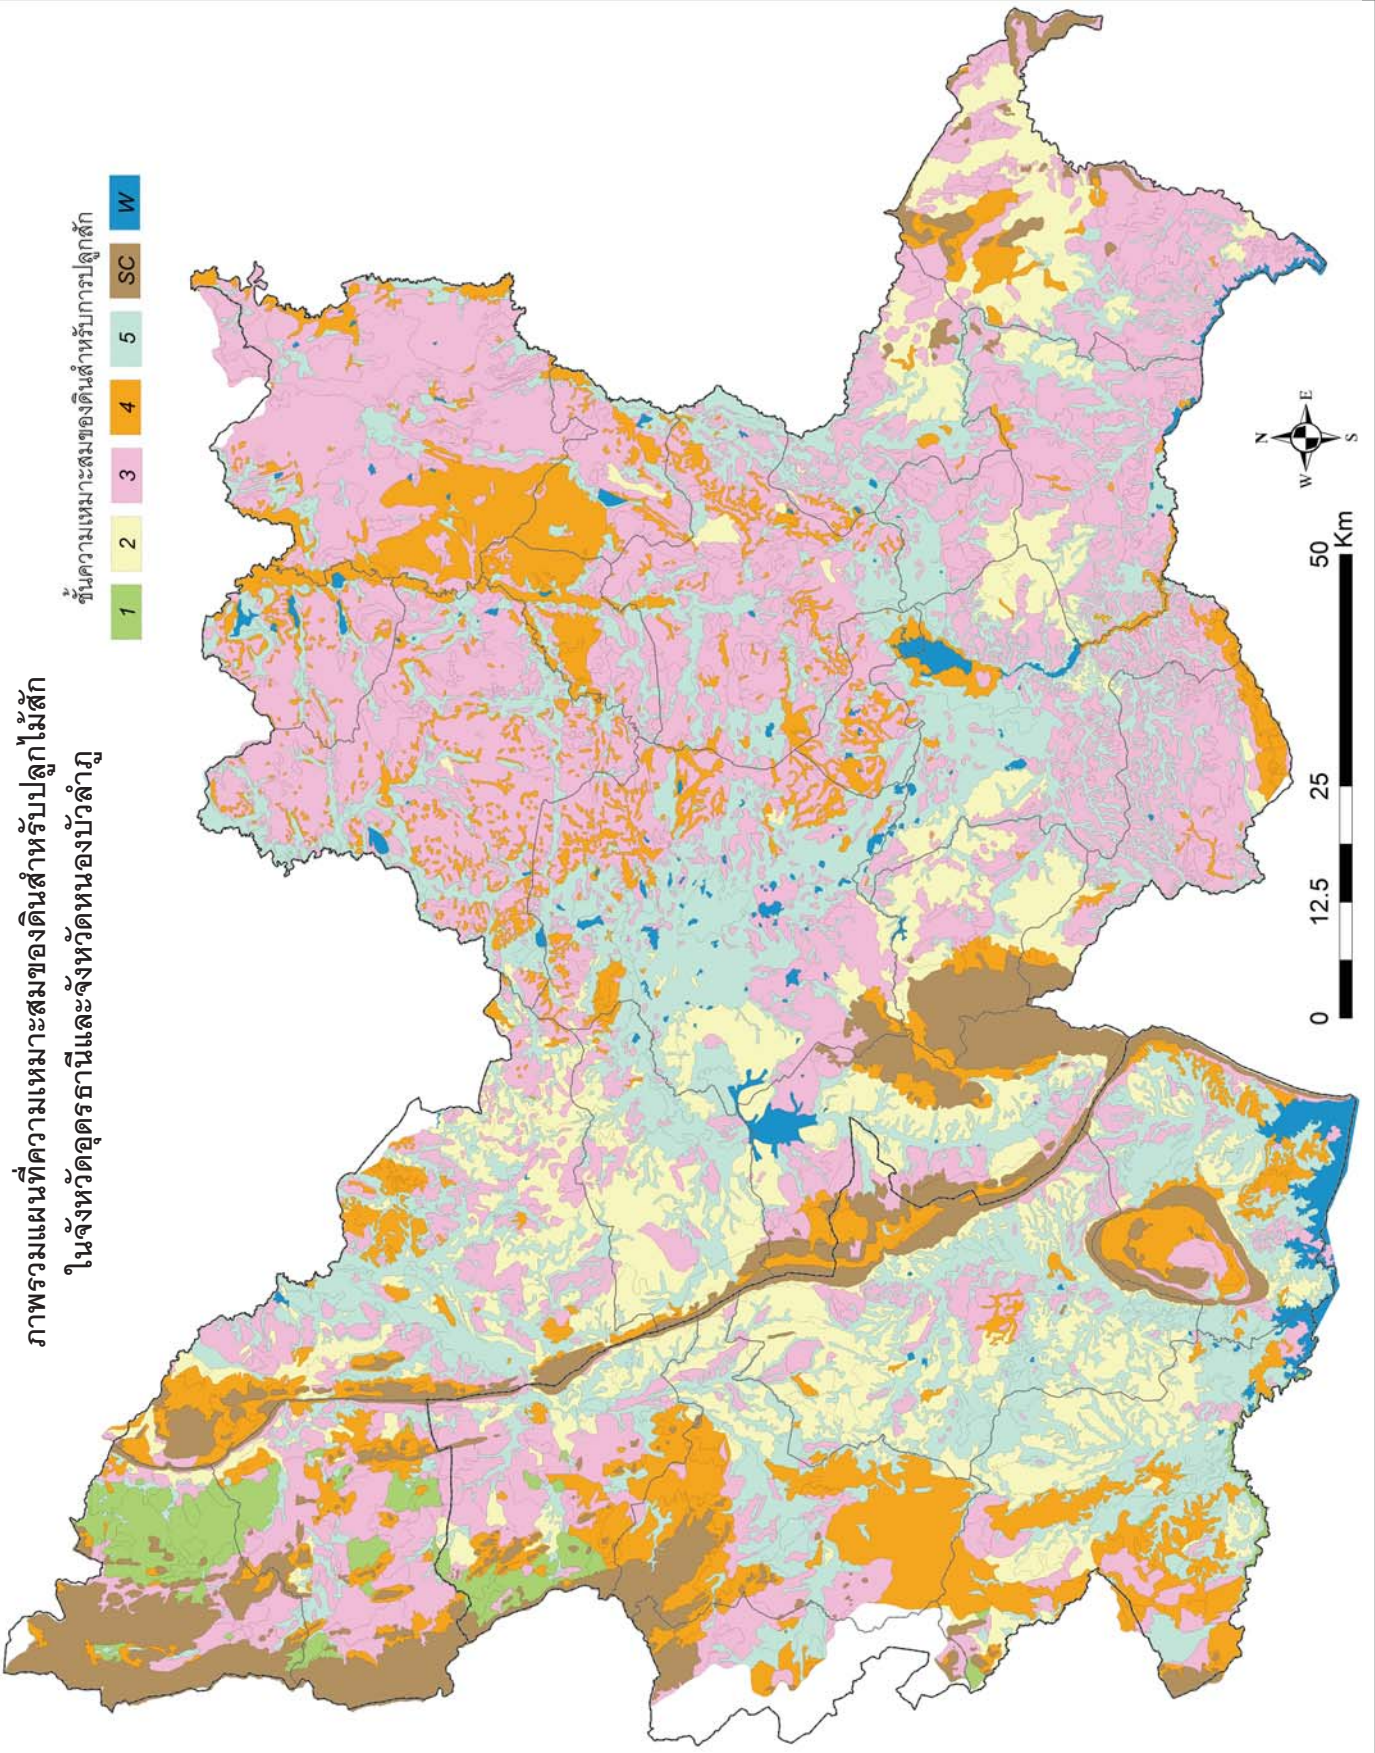 ภาพรวมแผนที่ความเหมาะสมของดินสำหรับปลูกไม้สัก
ในจังหวัดอุดรธานีและจังหวัดหนองบัวลำภู
ชั้นความเหมาะสมของดินสำหรับการปลูกสัก
1 2 3 4 5 SC W
N
W E
S
0 12.5 25 50
Km